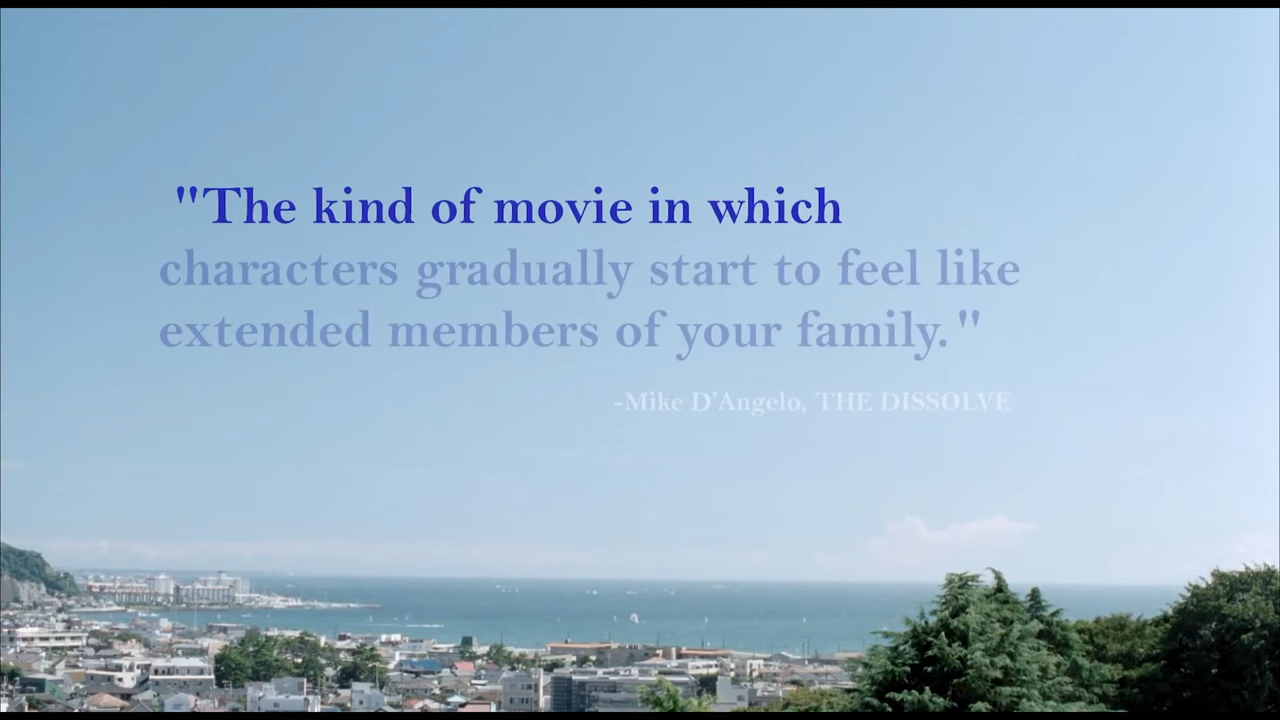 "The kind of movie in which
characters gradually start to feel like
extended members of your family."
-Mike D'Angelo, THE DISSOLVE